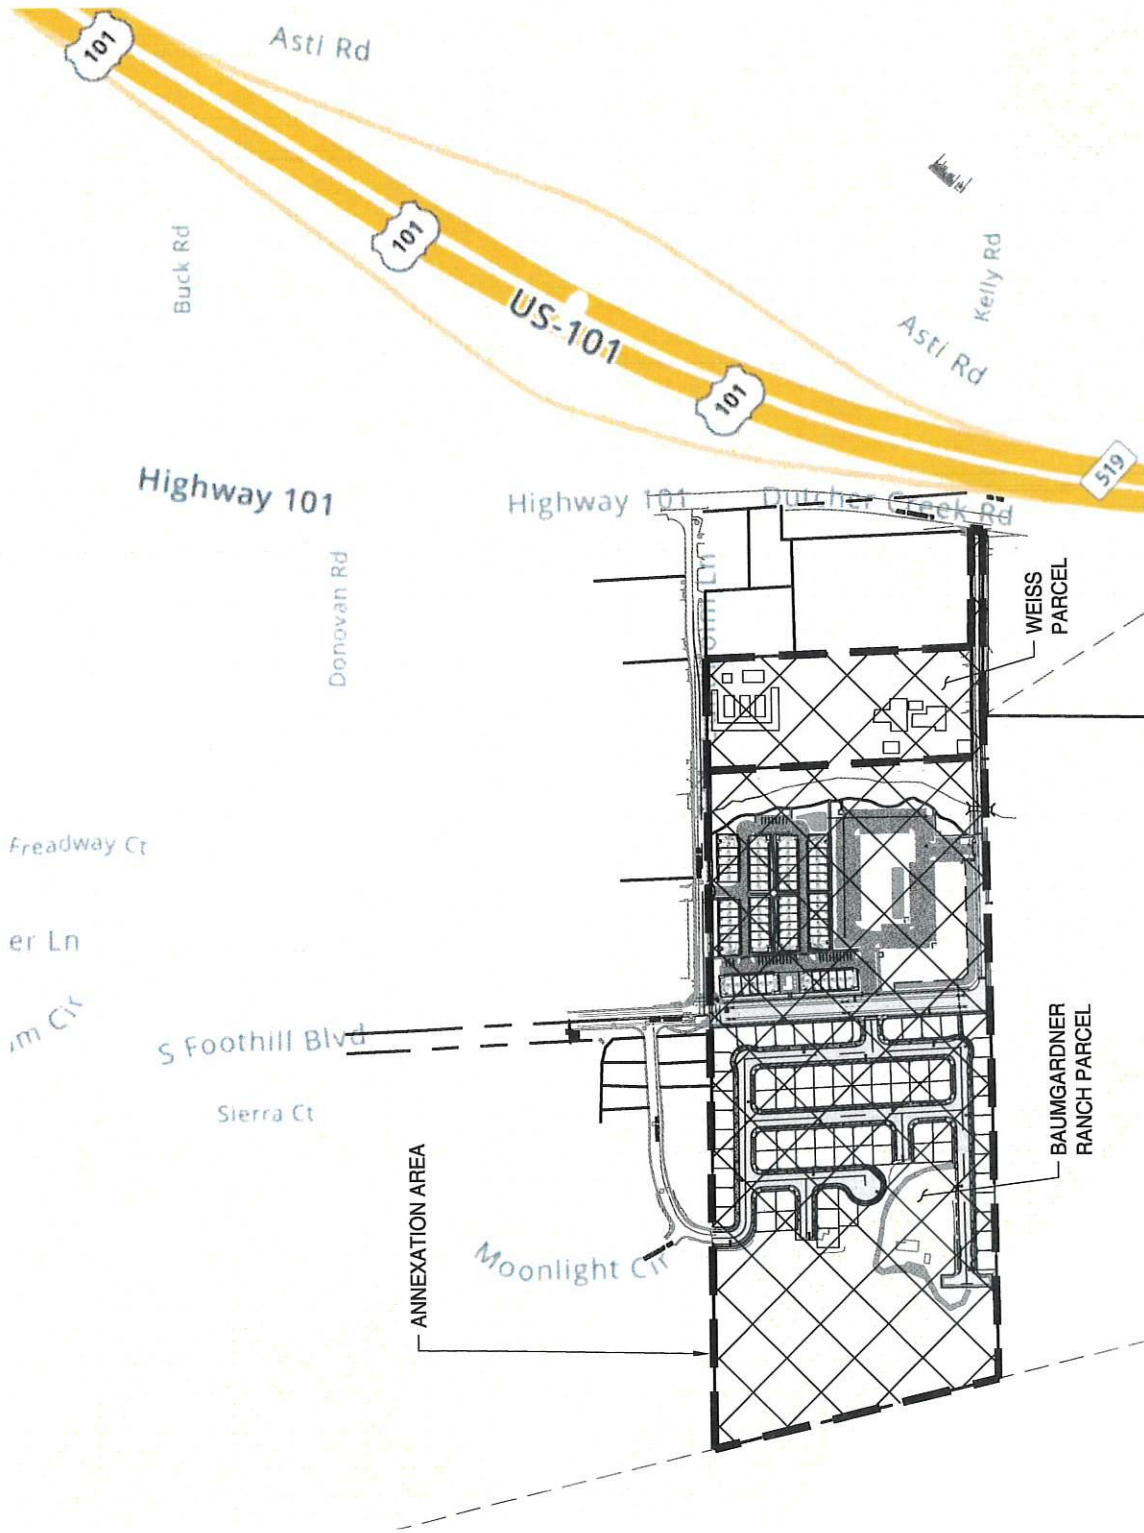 101
Asti Rd
Buck Rd
101
US-101
Kelly Rd
Asti Rd
101
519
Highway 101
Highway 101
Dutcher Creek Rd
Donovan Rd
WEISS
PARCEL
Treadway Ct
er Ln
S Foothill Blvd
Sierra Ct
BAUMGARDNER
RANCH PARCEL
ANNEXATION AREA
Moonlight Cir